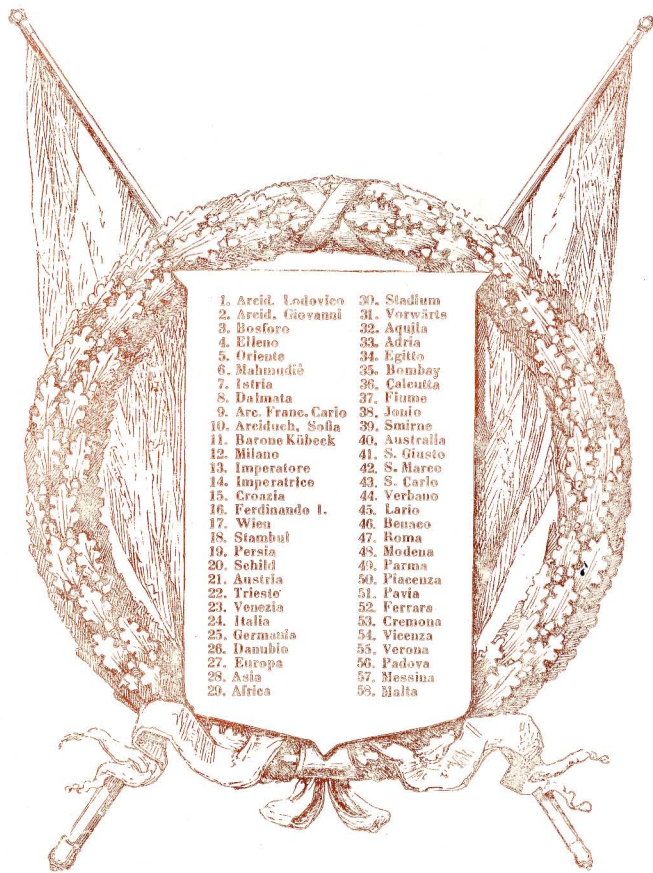 1. Arcid. Lodovico
2. Arcid. Giovanni
3. Bosforo
4. Elleno
5. Oriente
6. Mahmudiè
7. Istria
8. Dalmata
9. Arc. Franc. Carlo
10. Arciduch. Sofia
11. Barone Kübeck
12. Milano
13. Imperatore
14. Imperatrice
15. Croazia
16. Ferdinando I.
17. Wien
18. Stambul
19. Persia
20. Schild
21. Austria
22. Trieste
23. Venezia
24. Italia
25. Germania
26. Danubio
27. Europa
28. Asia
29. Africa
30. Stadium
31. Vorwärts
32. Aquila
33. Adria
34. Egitto
35. Bombay
36. Calcutta
37. Fiume
38. Jonio
39. Smirne
40. Australia
41. S. Giusto
42. S. Marco
43. S. Carlo
44. Verbano
45. Lario
46. Benaco
47. Roma
48. Modena
49. Parma
50. Piacenza
51. Pavia
52. Ferrara
53. Cremona
54. Vicenza
55. Verona
56. Padova
57. Messina
58. Malta